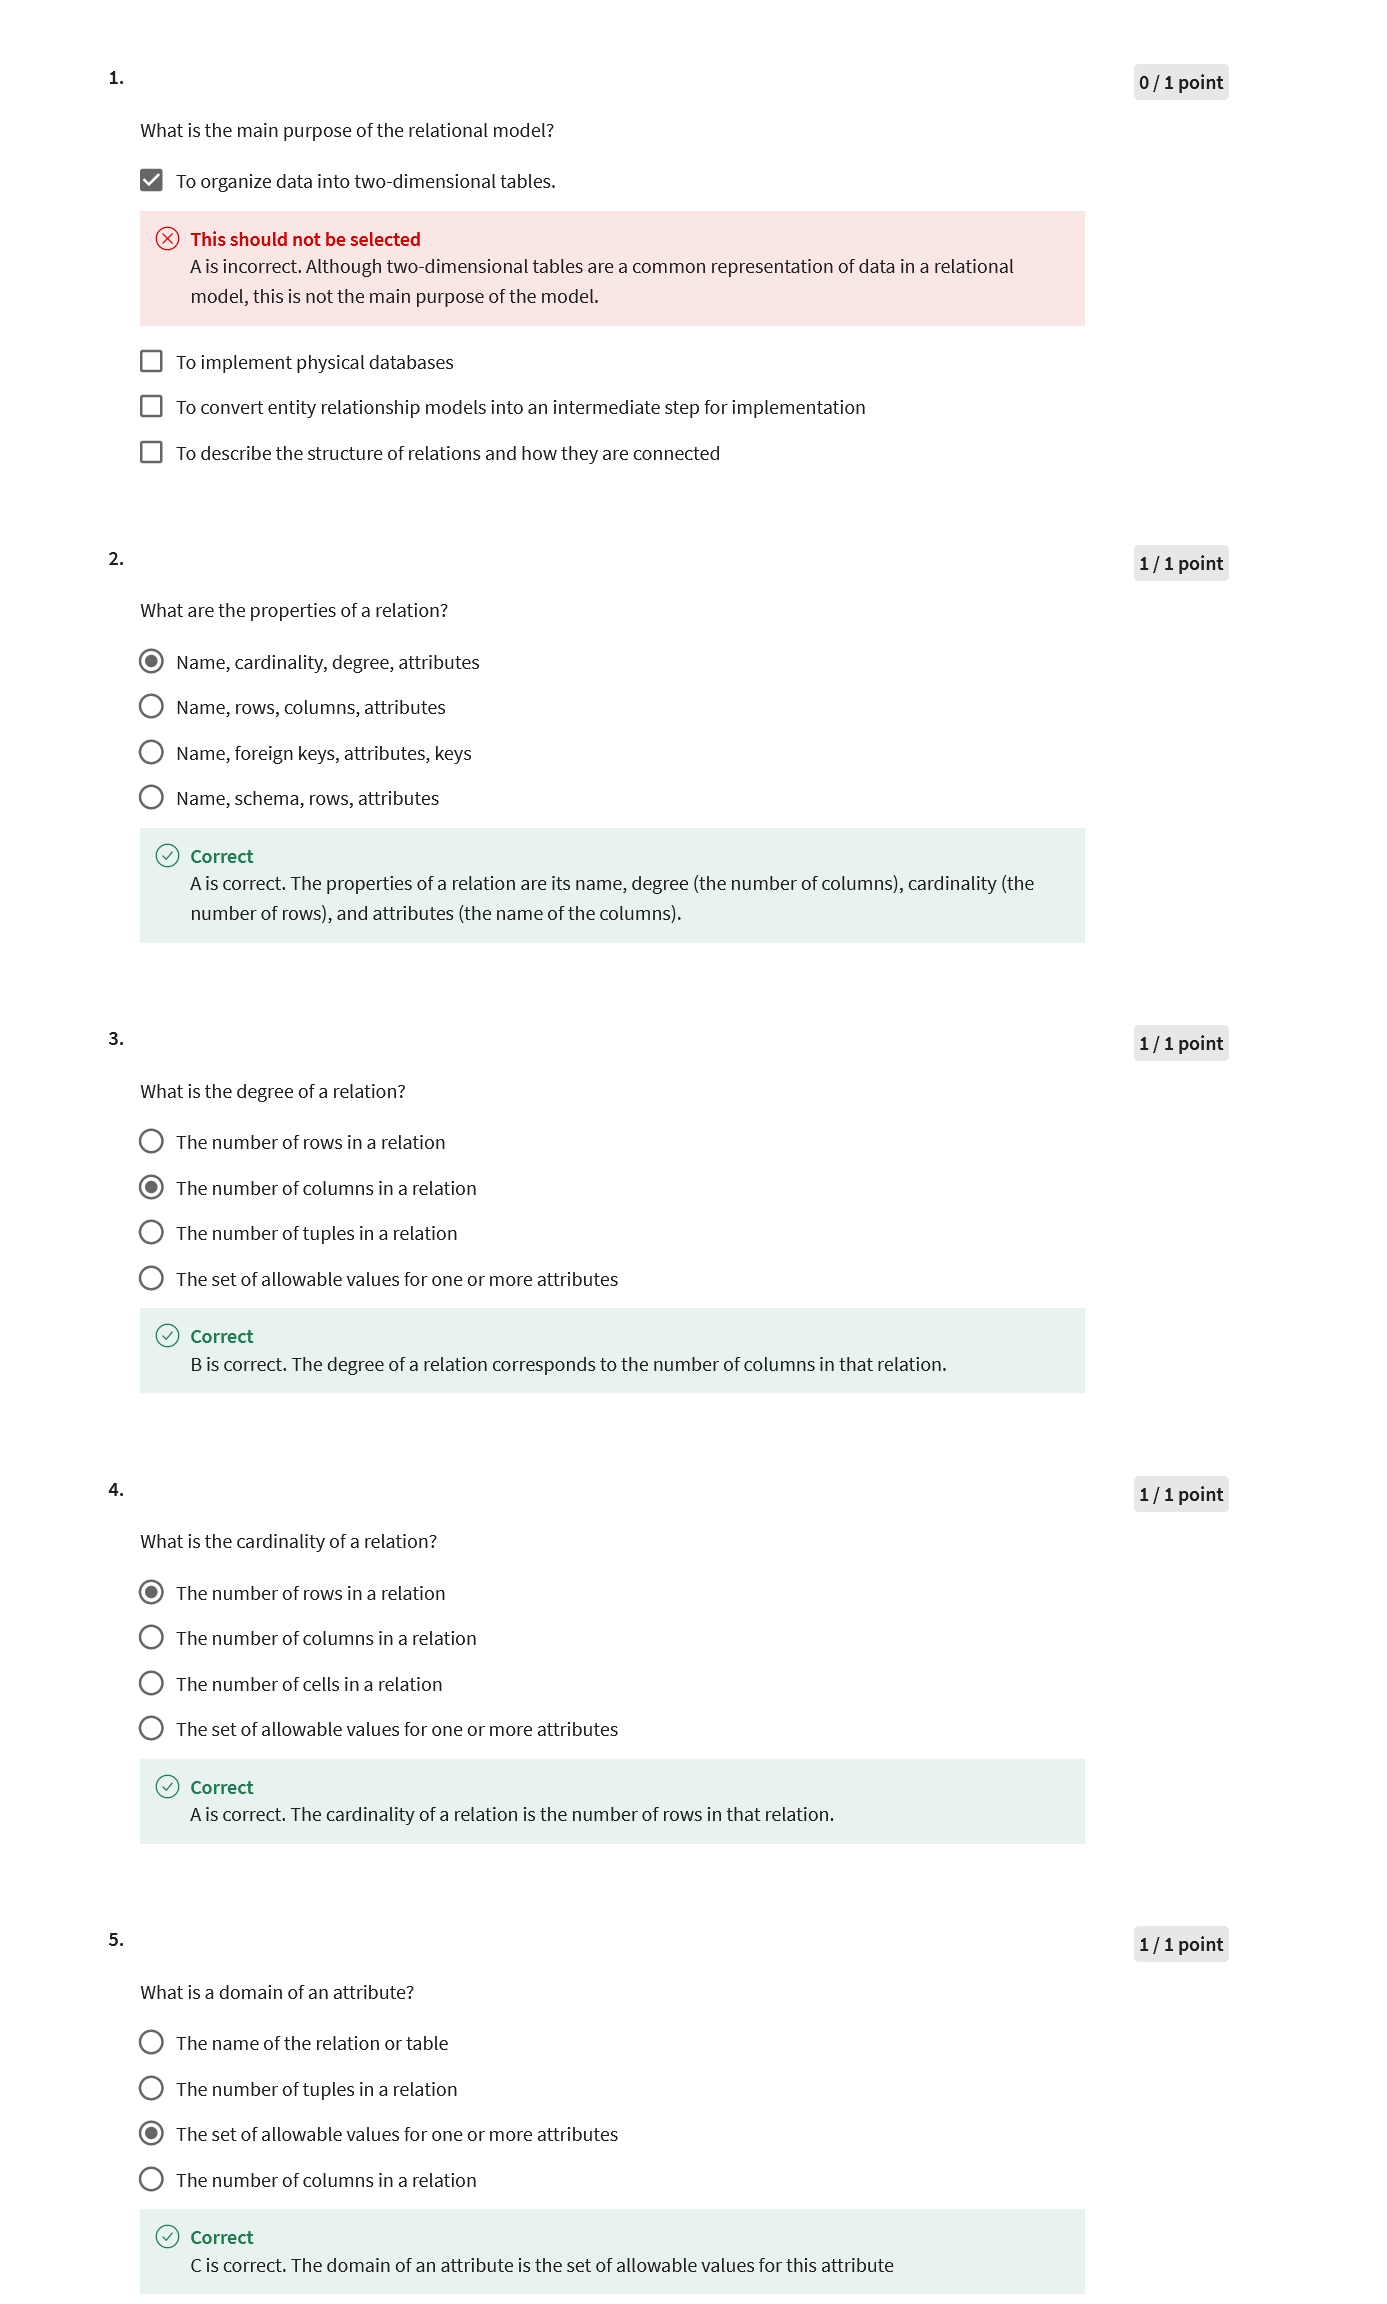 1.
0 / 1 point
What is the main purpose of the relational model?
To organize data into two-dimensional tables.
This should not be selected
A is incorrect. Although two-dimensional tables are a common representation of data in a relational
model, this is not the main purpose of the model.
To implement physical databases
To convert entity relationship models into an intermediate step for implementation
To describe the structure of relations and how they are connected
2.
1 / 1 point
What are the properties of a relation?
Name, cardinality, degree, attributes
Name, rows, columns, attributes
Name, foreign keys, attributes, keys
Name, schema, rows, attributes
Correct
A is correct. The properties of a relation are its name, degree (the number of columns), cardinality (the
number of rows), and attributes (the name of the columns).
3.
1 / 1 point
What is the degree of a relation?
The number of rows in a relation
The number of columns in a relation
The number of tuples in a relation
The set of allowable values for one or more attributes
Correct
B is correct. The degree of a relation corresponds to the number of columns in that relation.
4.
1 / 1 point
What is the cardinality of a relation?
The number of rows in a relation
The number of columns in a relation
The number of cells in a relation
The set of allowable values for one or more attributes
Correct
A is correct. The cardinality of a relation is the number of rows in that relation.
5.
1 / 1 point
What is a domain of an attribute?
The name of the relation or table
The number of tuples in a relation
The set of allowable values for one or more attributes
The number of columns in a relation
Correct
C is correct. The domain of an attribute is the set of allowable values for this attribute